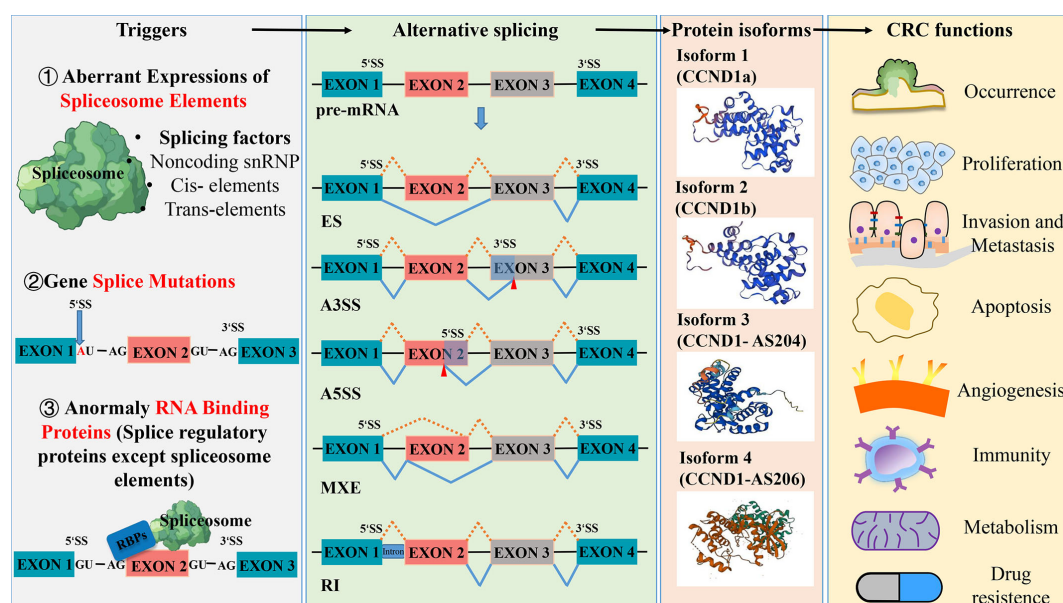 Triggers
① Aberrant Expressions of
Spliceosome Elements
Spliceosome
• Splicing factors
• Noncoding snRNP
• Cis- elements
• Trans-elements
②Gene Splice Mutations
5'SS
3'SS
EXON 1 AU AG EXON 2 GU AG EXON 3
③ Anormaly RNA Binding
Proteins (Splice regulatory
proteins except spliceosome
elements)
Spliceosome
RBPs
5'SS
3'SS
EXON 1 GU AG EXON 2 GU AG EXON 3
Alternative splicing
5'SS
3'SS
EXON 1 EXON 2 EXON 3 EXON 4
pre-mRNA
5'SS
3'SS
EXON 1 EXON 2 EXON 3 EXON 4
ES
5'SS
3'SS
3'SS
EXON 1 EXON 2 EXON 3 EXON 4
A3SS
5'SS
5'SS
3'SS
EXON 1 EXON 2 EXON 3 EXON 4
A5SS
5'SS
3'SS
EXON 1 EXON 2 EXON 3 EXON 4
MXE
5'SS
3'SS
EXON 1 Intron EXON 2 EXON 3 EXON 4
RI
Protein isoforms
Isoform 1
(CCND1a)
Isoform 2
(CCND1b)
Isoform 3
(CCND1- AS204)
Isoform 4
(CCND1-AS206)
CRC functions
Occurrence
Proliferation
Invasion and
Metastasis
Apoptosis
Angiogenesis
Immunity
Metabolism
Drug
resistence